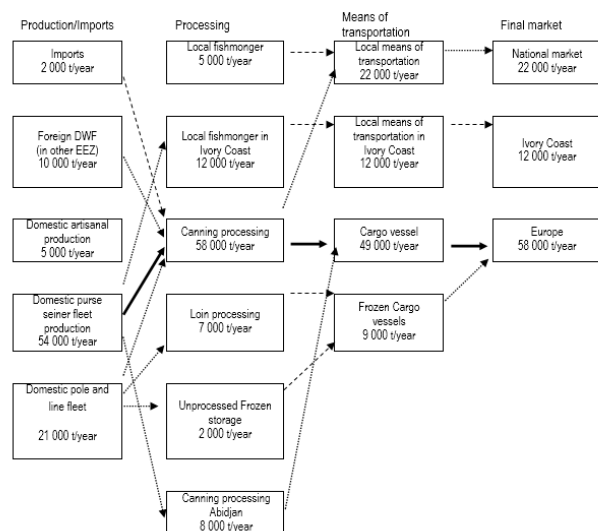 Production/Imports
Processing
Means of
transportation
Final market
Imports
2 000 t/year
Local fishmonger
5 000 t/year
Local means of
transportation
22 000 t/year
National market
22 000 t/year
Foreign DWF
(in other EEZ)
10 000 t/year
Local fishmonger in
Ivory Coast
12 000 t/year
Local means of
transportation in
Ivory Coast
12 000 t/year
Ivory Coast
12 000 t/year
Domestic artisanal
production
5 000 t/year
Canning processing
58 000 t/year
Cargo vessel
49 000 t/year
Europe
58 000 t/year
Domestic purse
seiner fleet
production
54 000 t/year
Loin processing
7 000 t/year
Frozen Cargo
vessels
9 000 t/year
Domestic pole and
line fleet
21 000 t/year
Unprocessed Frozen
storage
2 000 t/year
Canning processing
Abidjan
8 000 t/year